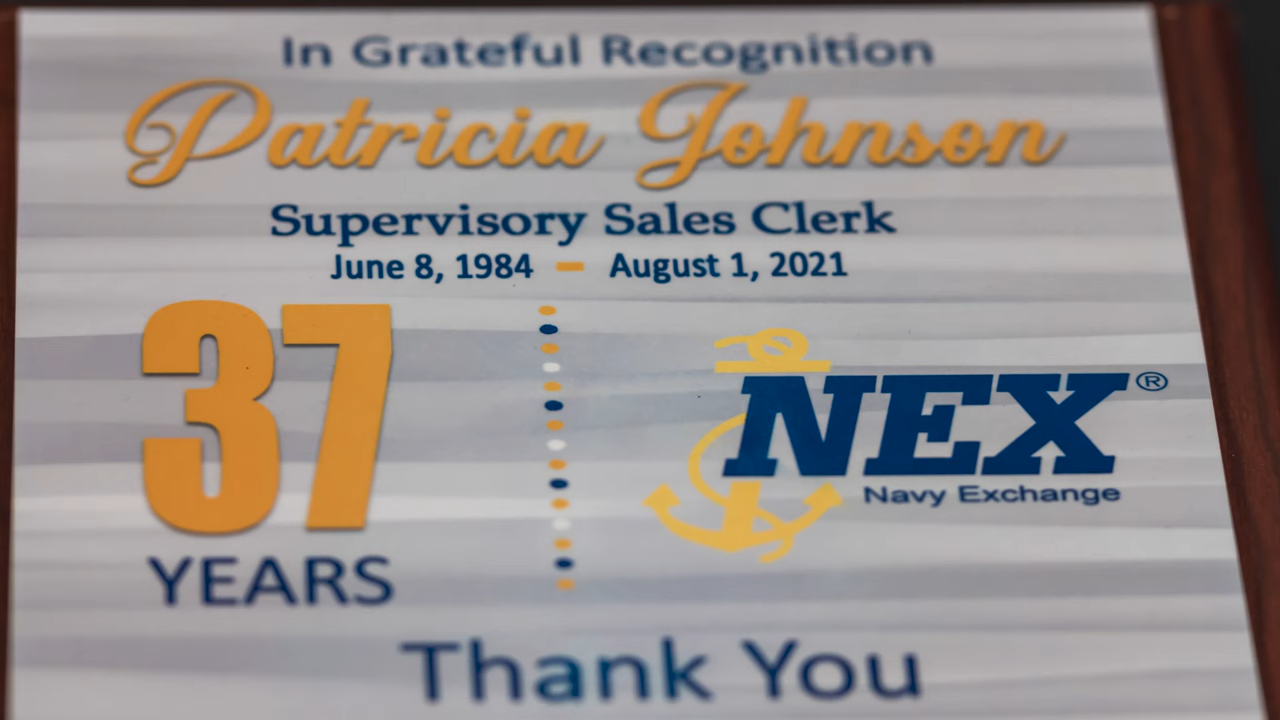 In Grateful Recognition
Patricia Johnson
Supervisory Sales Clerk
June 8, 1984 – August 1, 2021
37
YEARS
NEX®
Navy Exchange
Thank You